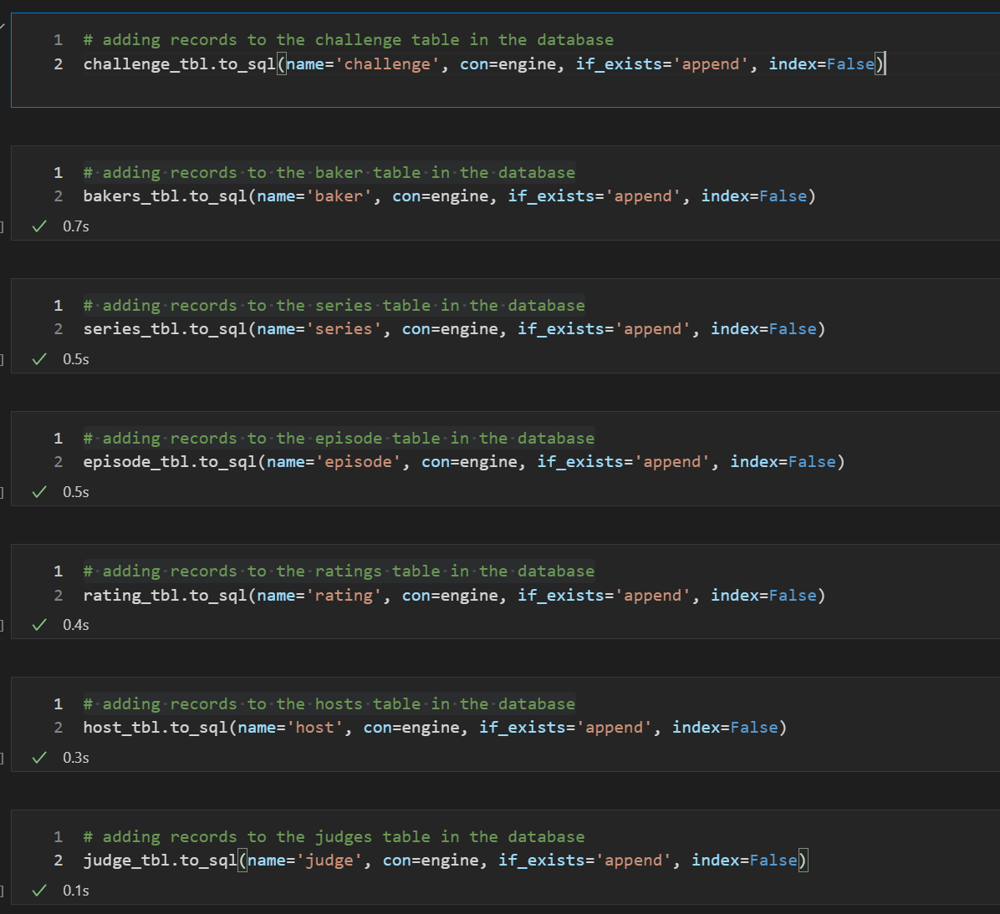 1 # adding records to the challenge table in the database
2 challenge_tbl.to_sql(name='challenge', con=engine, if_exists='append', index=False)
1 # adding records to the baker table in the database
2 bakers_tbl.to_sql(name='baker', con=engine, if_exists='append', index=False)
] ✓ 0.7s
1 # adding records to the series table in the database
2 series_tbl.to_sql(name='series', con=engine, if_exists='append', index=False)
] ✓ 0.5s
1 # adding records to the episode table in the database
2 episode_tbl.to_sql(name='episode', con=engine, if_exists='append', index=False)
] ✓ 0.5s
1 # adding records to the ratings table in the database
2 rating_tbl.to_sql(name='rating', con=engine, if_exists='append', index=False)
] ✓ 0.4s
1 # adding records to the hosts table in the database
2 host_tbl.to_sql(name='host', con=engine, if_exists='append', index=False)
] ✓ 0.3s
1 # adding records to the judges table in the database
2 judge_tbl.to_sql(name='judge', con=engine, if_exists='append', index=False)
] ✓ 0.1s